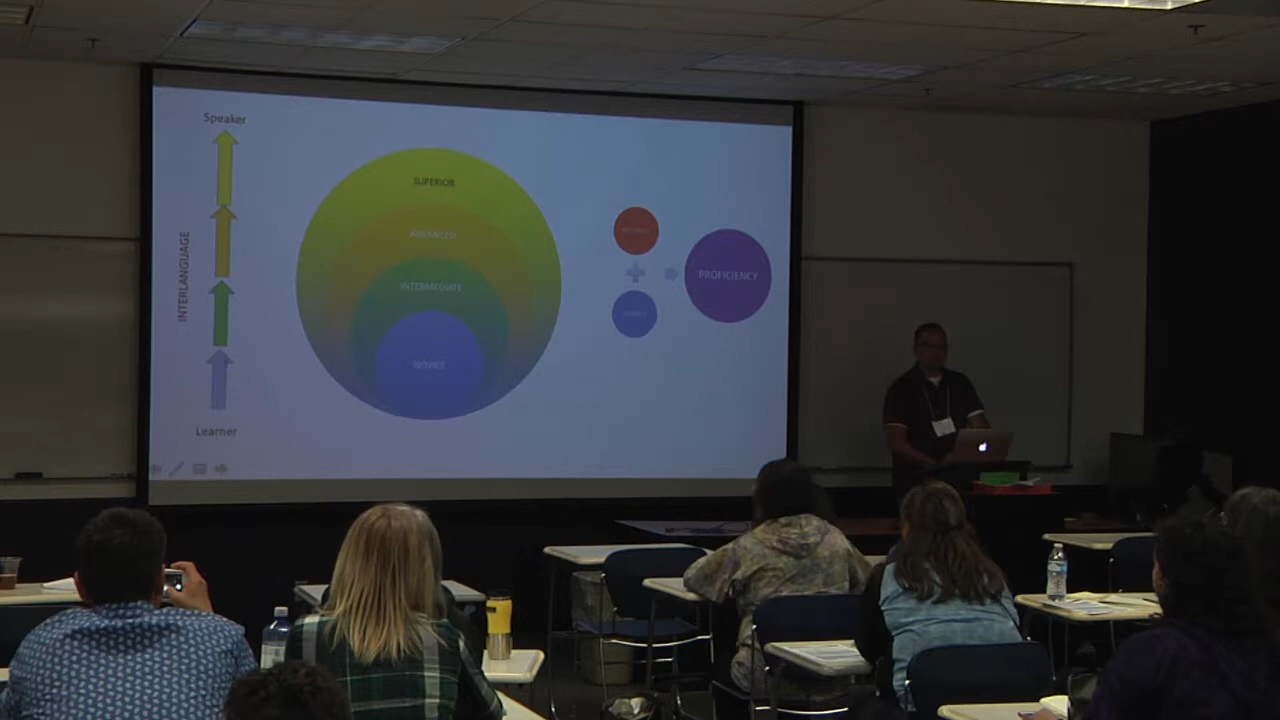 Speaker
INTERLANGUAGE
Learner
SUPERIOR
ADVANCED
INTERMEDIATE
NOVICE
PROFICIENCY